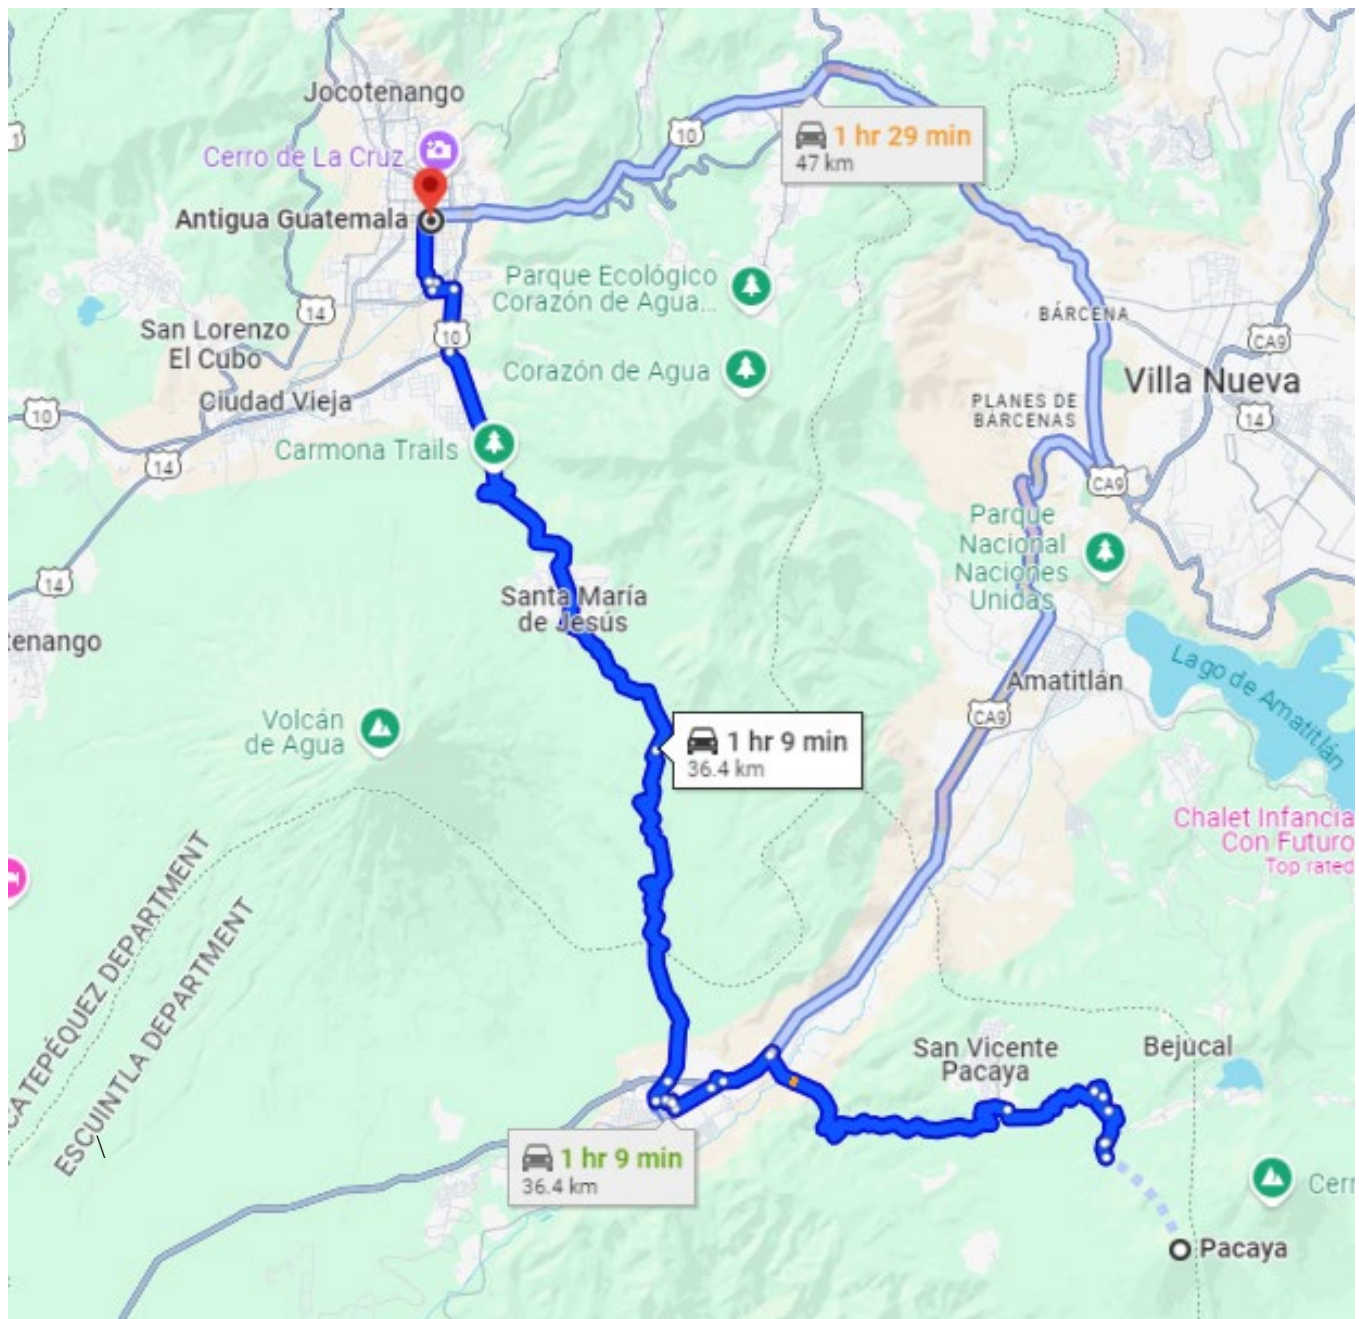 Jocotenango
Cerro de La Cruz
Antigua Guatemala
10
1 hr 29 min
47 km
1
Parque Ecológico
Corazón de Agua...
14
San Lorenzo
El Cubo
10
BÁRCENA
CA9
Corazón de Agua
Villa Nueva
Ciudad Vieja
10
PLANES DE
BÁRCENAS
14
Carmona Trails
14
CA9
Parque
Nacional
Naciones
Unidas
14
Santa María
de Jesús
tenango
Lago de Amatitlán
Amatitlán
CA9
Volcán
de Agua
1 hr 9 min
36.4 km
Chalet Infancia
Con Futuro
Top rated
CATEPÉQUEZ DEPARTMENT
ESCUINTLA DEPARTMENT
San Vicente
Pacaya
Bejucal
1 hr 9 min
36.4 km
Cerr
Pacaya